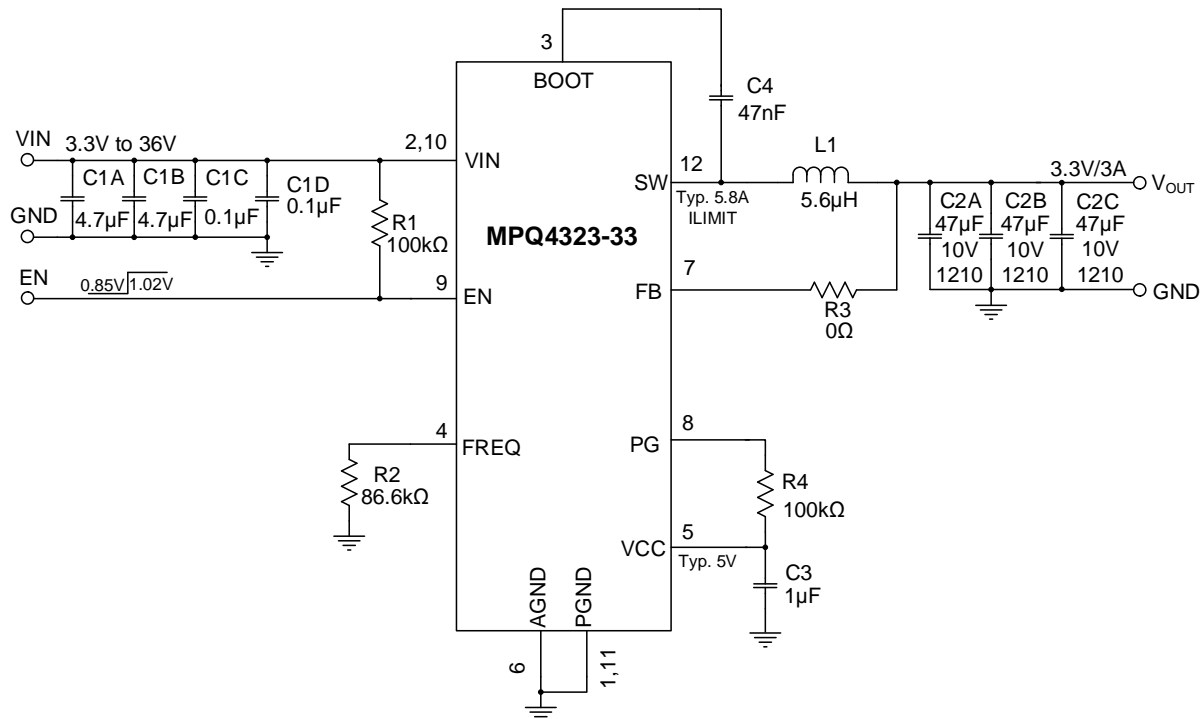 3
BOOT
C4
47nF
VIN
3.3V to 36V
2,10
VIN
C1A
4.7µF
C1B
4.7µF
C1C
0.1µF
C1D
0.1µF
GND
R1
100kΩ
EN
0.85V
1.02V
9
EN
MPQ4323-33
12
SW
Typ. 5.8A
ILIMIT
L1
5.6µH
3.3V/3A
VOUT
C2A
47µF
10V
1210
C2B
47µF
10V
1210
C2C
47µF
10V
1210
GND
7
FB
R3
0Ω
4
FREQ
R2
86.6kΩ
8
PG
R4
100kΩ
5
VCC
Typ. 5V
C3
1µF
AGND
PGND
6
1,11